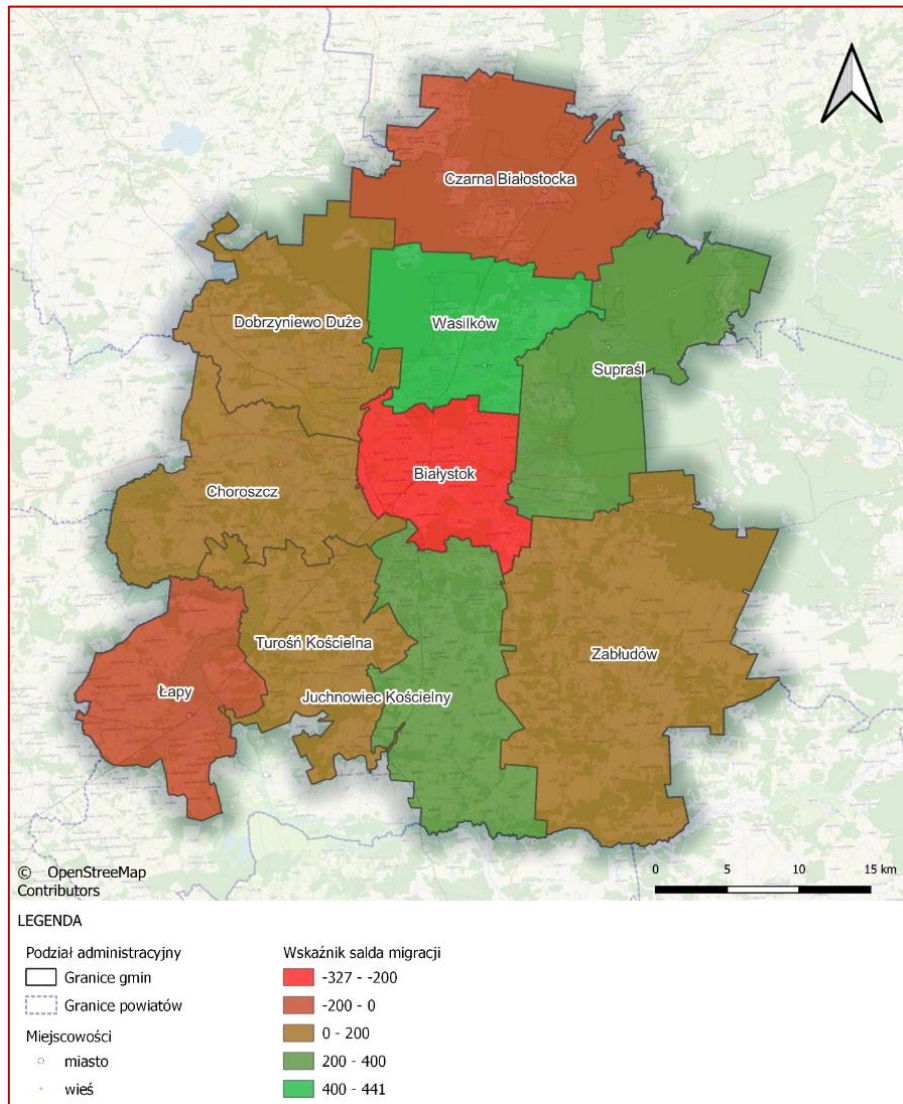 Czarna Białostocka
Dobrzyniewo Duże
Wasilków
Supraśl
Białystok
Choroszcz
Turośń Kościelna
Zabłudów
Łapy
Juchnowiec Kościelny
© OpenStreetMap
Contributors
0 5 10 15 km
LEGENDA
Podział administracyjny
Granice gmin
Granice powiatów
Miejscowości
miasto
wieś
Wskaźnik salda migracji
-327 - -200
-200 - 0
0 - 200
200 - 400
400 - 441